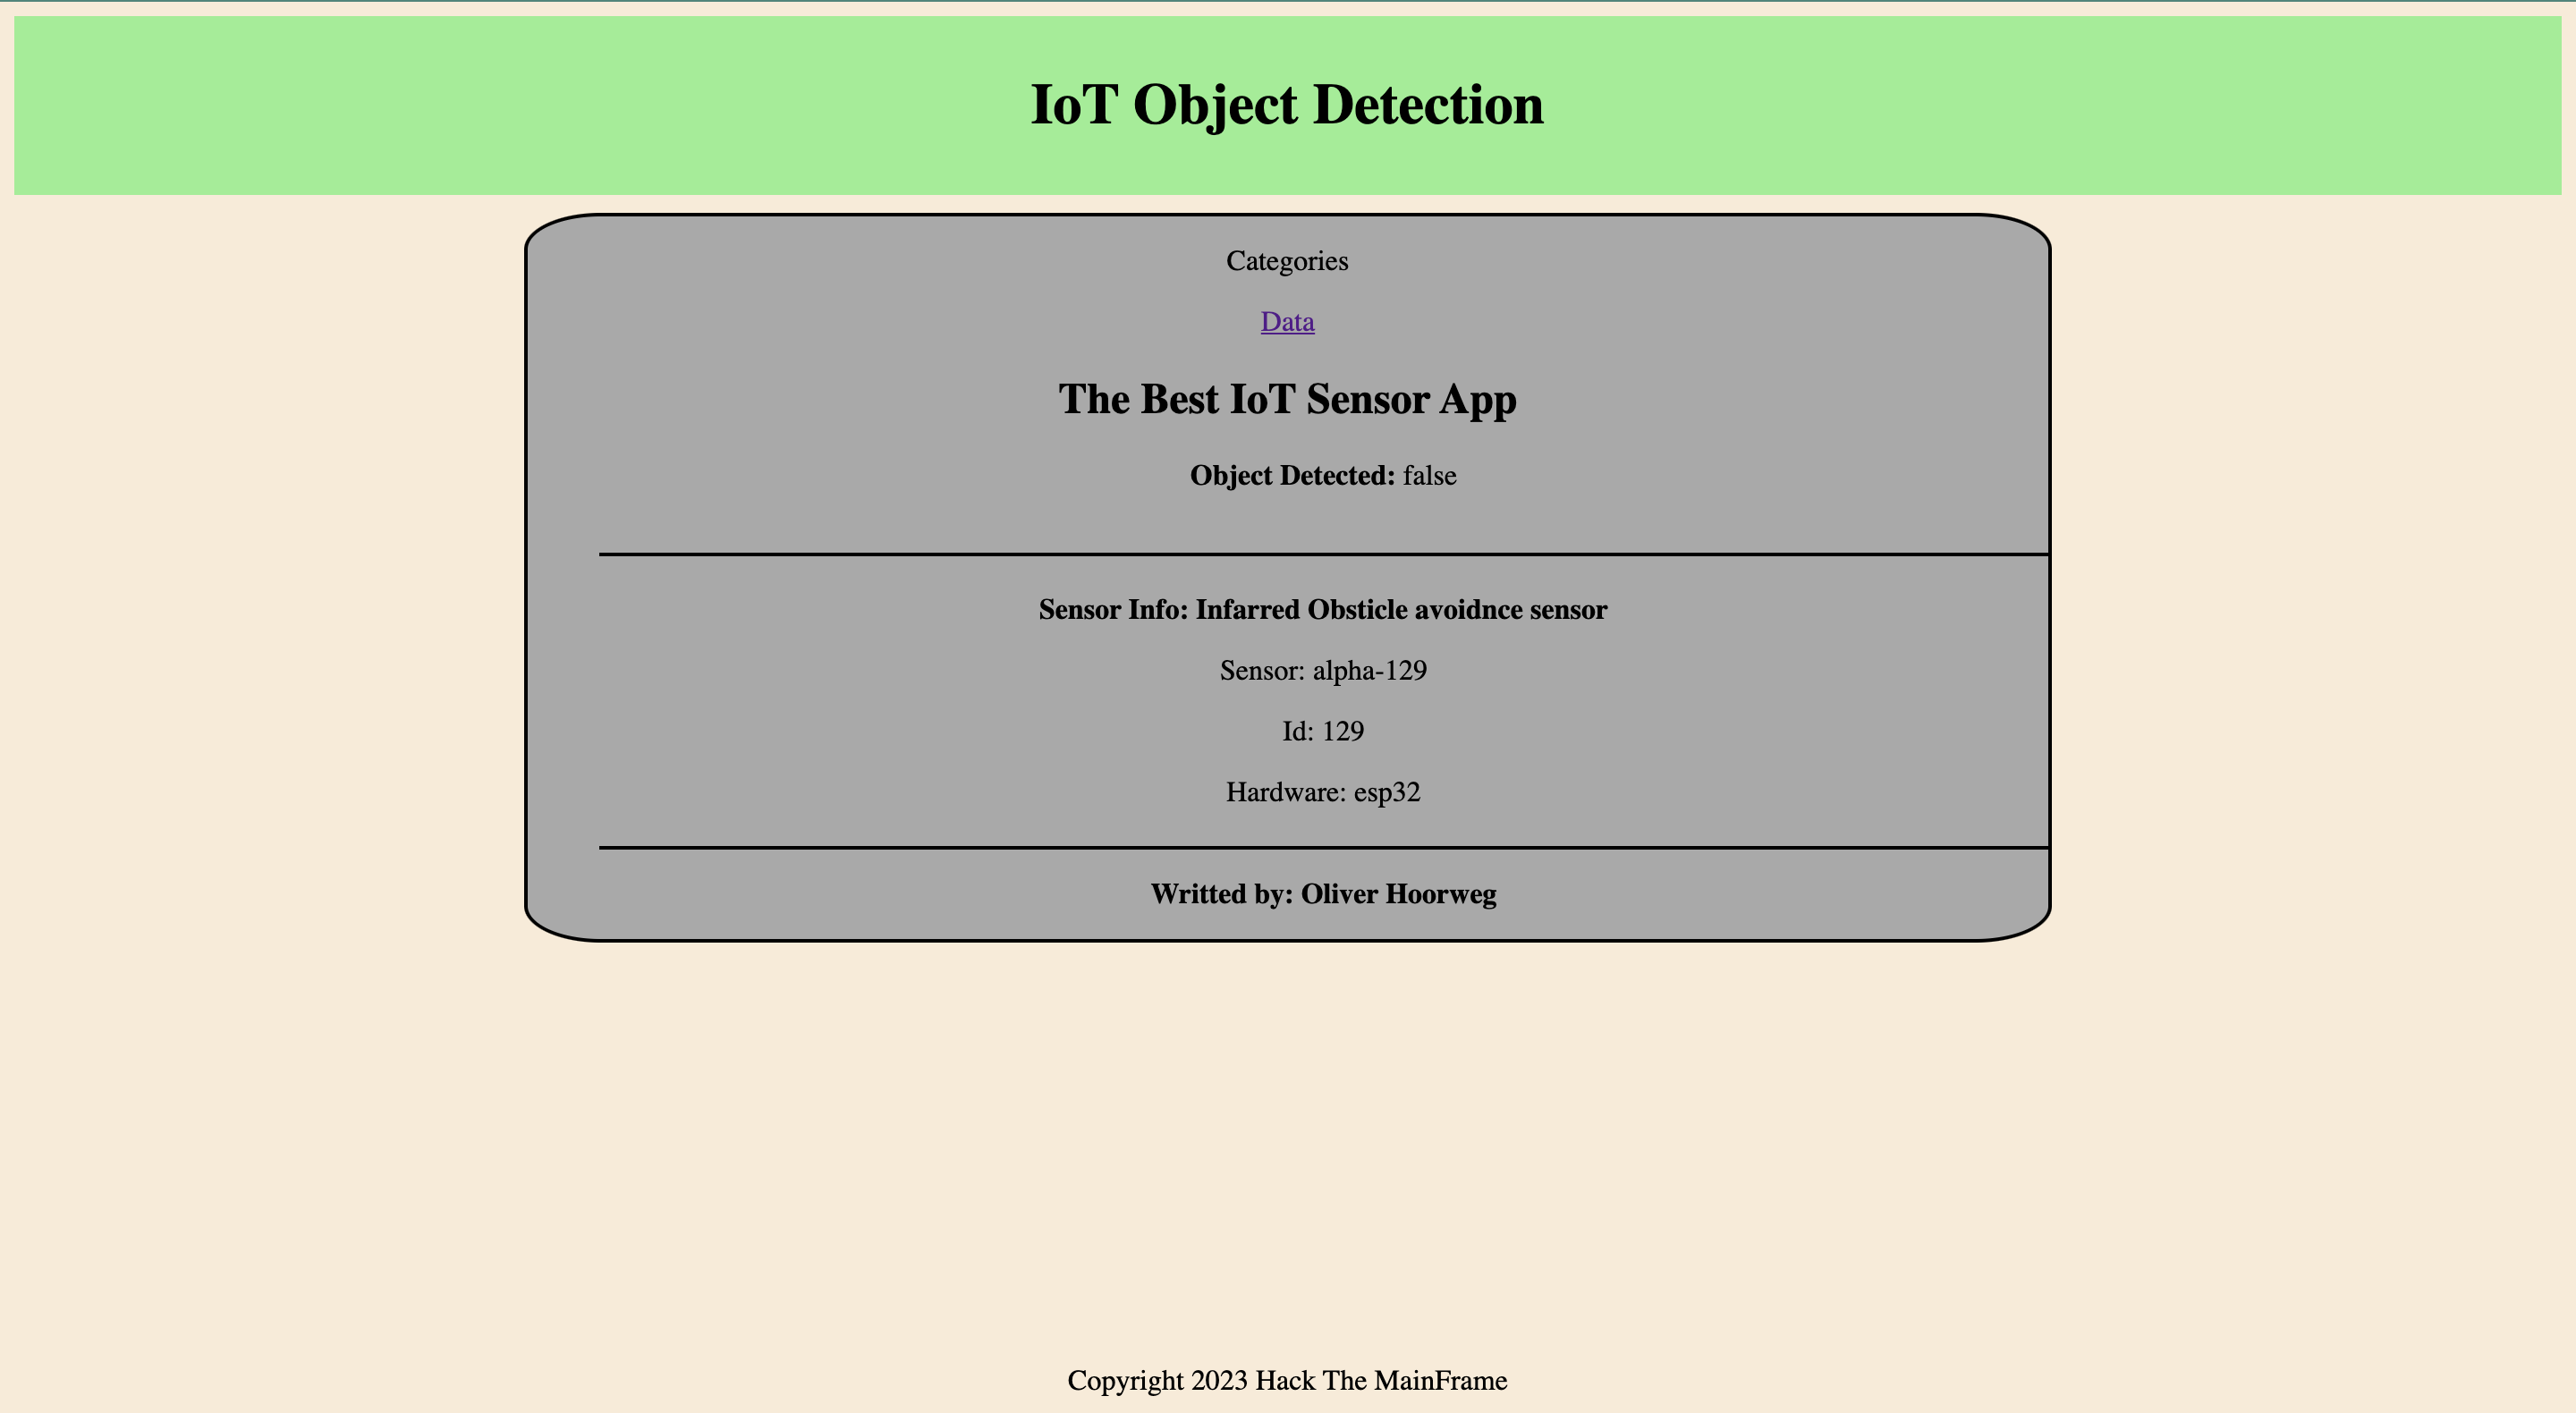 IoT Object Detection
Categories
Data
The Best IoT Sensor App
Object Detected: false
Sensor Info: Infarred Obsticle avoidnce sensor
Sensor: alpha-129
Id: 129
Hardware: esp32
Writted by: Oliver Hoorweg
Copyright 2023 Hack The MainFrame